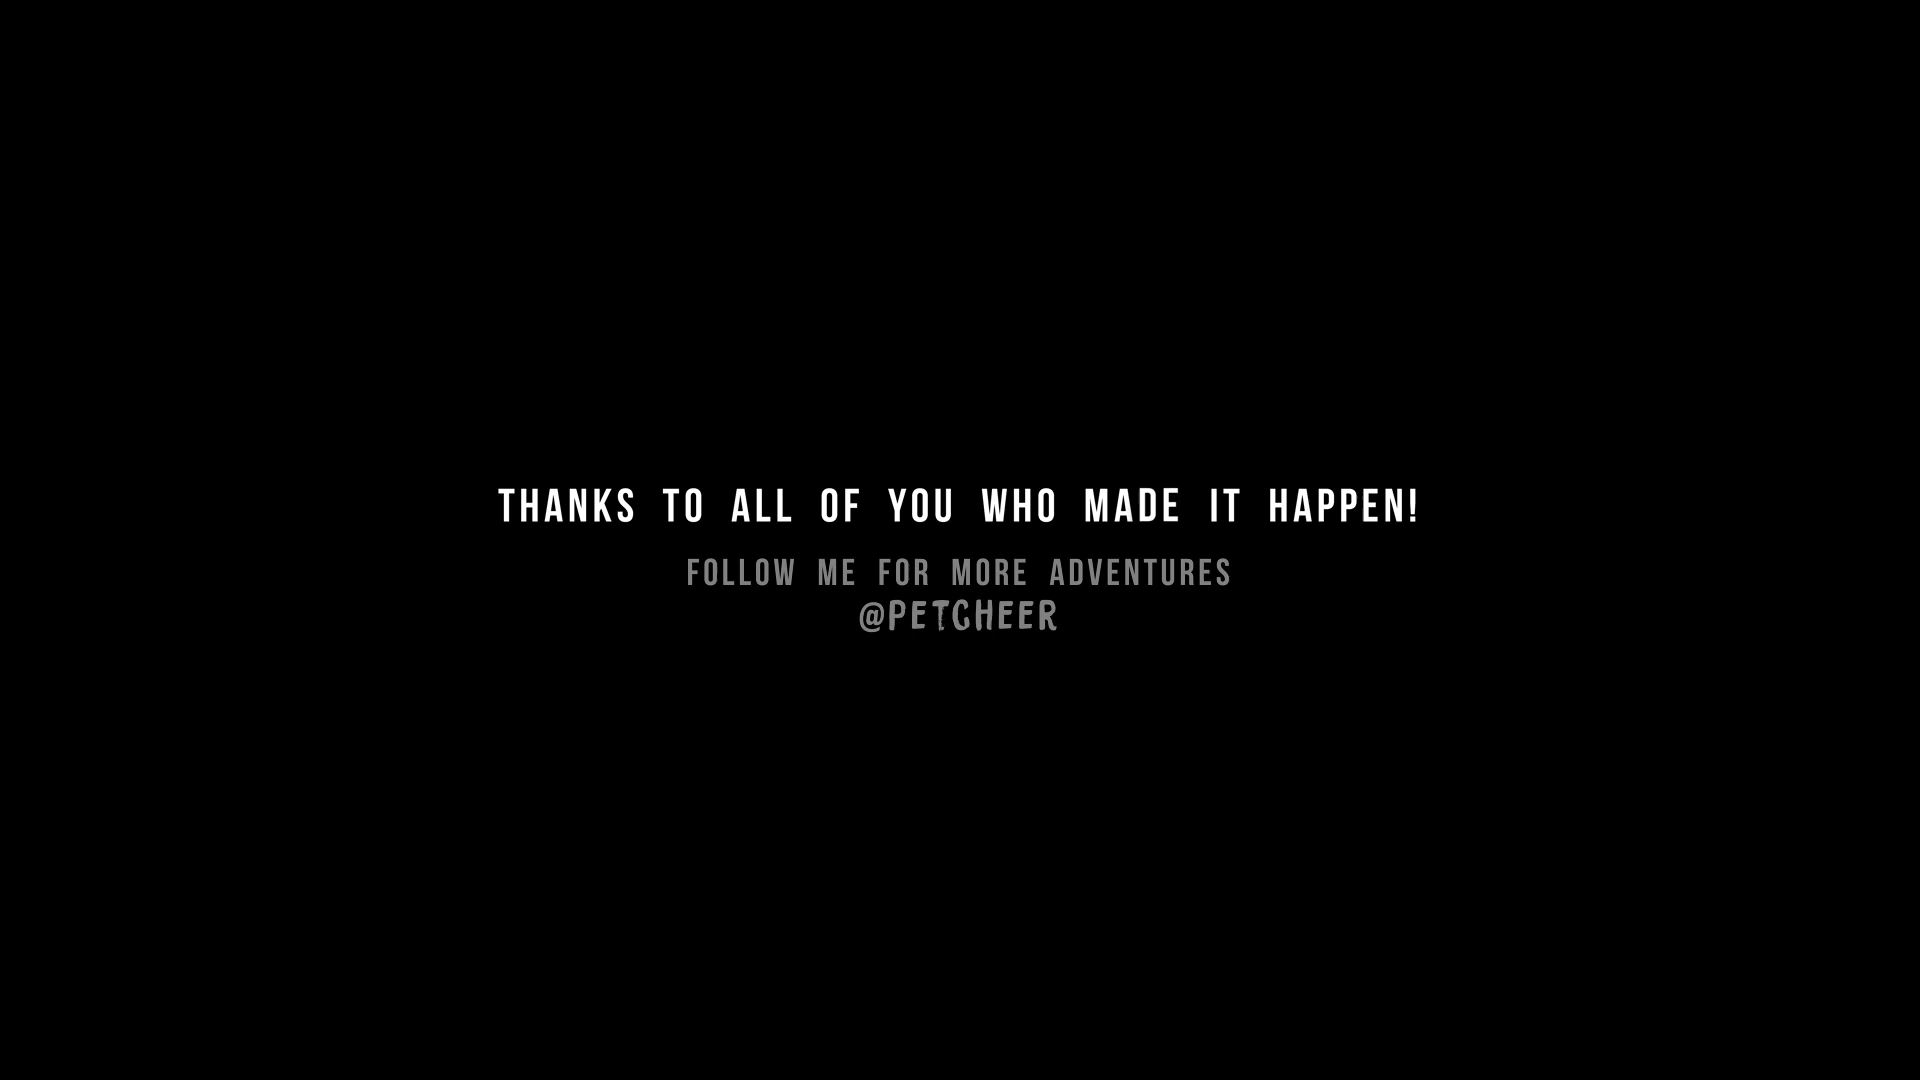 THANKS TO ALL OF YOU WHO MADE IT HAPPEN!
FOLLOW ME FOR MORE ADVENTURES
@PETCHEER